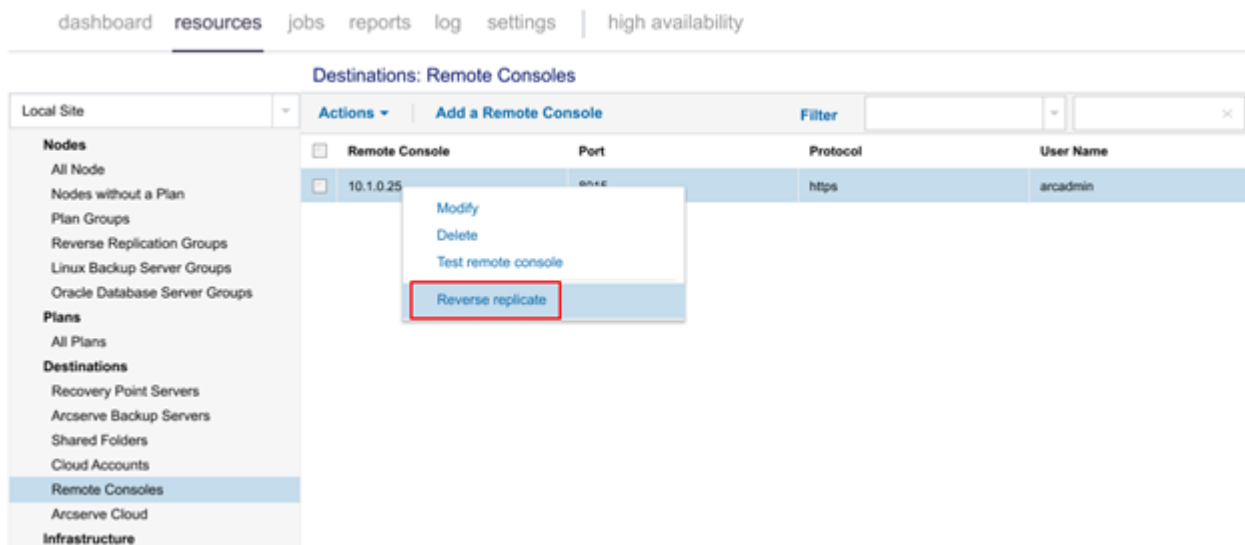 dashboard resources jobs reports log settings high availability
Destinations: Remote Consoles
Local Site
Actions Add a Remote Console Filter
Nodes
All Node
Nodes without a Plan
Plan Groups
Reverse Replication Groups
Linux Backup Server Groups
Oracle Database Server Groups
Plans
All Plans
Destinations
Recovery Point Servers
Arcserve Backup Servers
Shared Folders
Cloud Accounts
Remote Consoles
Arcserve Cloud
Infrastructure
Remote Console Port Protocol User Name
10.1.0.25 https arcadmin
Modify
Delete
Test remote console
Reverse replicate